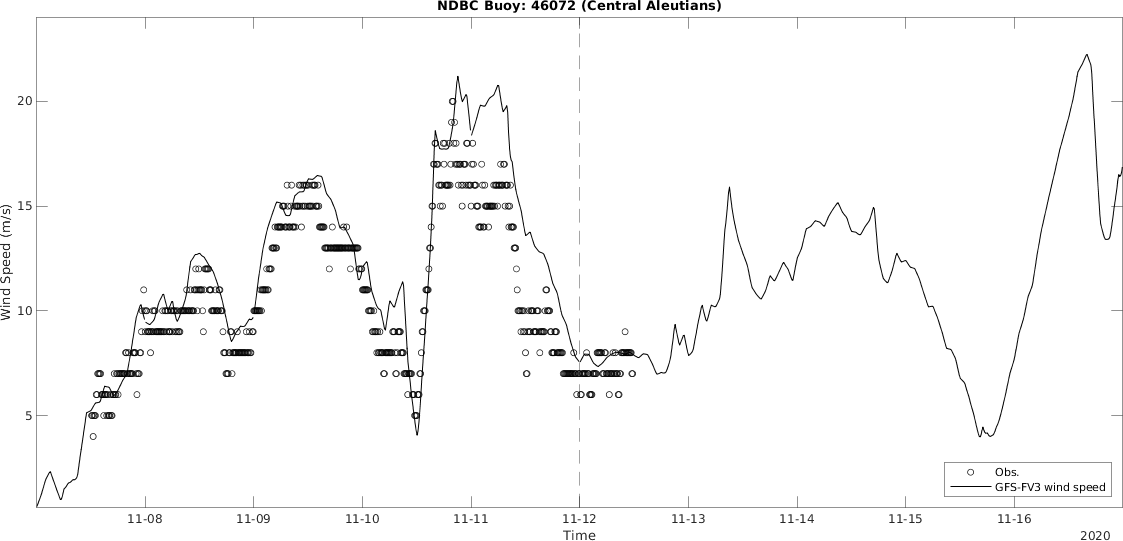 NDBC Buoy: 46072 (Central Aleutians)
Wind Speed (m/s)
20
15
10
5
Obs.
GFS-FV3 wind speed
11-08 11-09 11-10 11-11 11-12 11-13 11-14 11-15 11-16
Time
2020